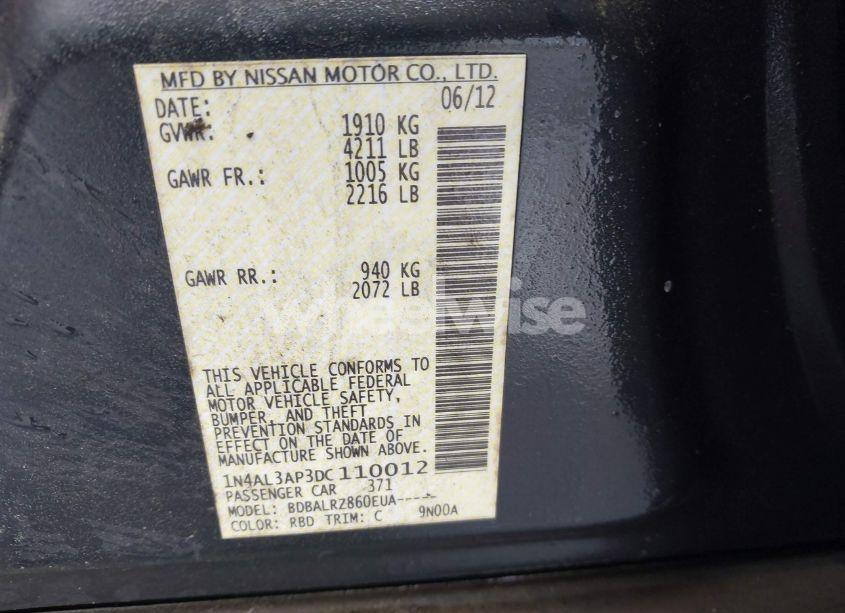 MFD BY NISSAN MOTOR CO., LTD.
DATE: 06/12
GVWR: 1910 KG
4211 LB
GAWR FR.: 1005 KG
2216 LB
GAWR RR.: 940 KG
2072 LB
wheelwise
THIS VEHICLE CONFORMS TO
ALL APPLICABLE FEDERAL
MOTOR VEHICLE SAFETY,
BUMPER, AND THEFT
PREVENTION STANDARDS IN
EFFECT ON THE DATE OF
MANUFACTURE SHOWN ABOVE.
1N4AL3AP3DC110012
PASSENGER CAR 371
MODEL: BDBALRZ860EUA-----
COLOR: RBD TRIM: C 9N00A